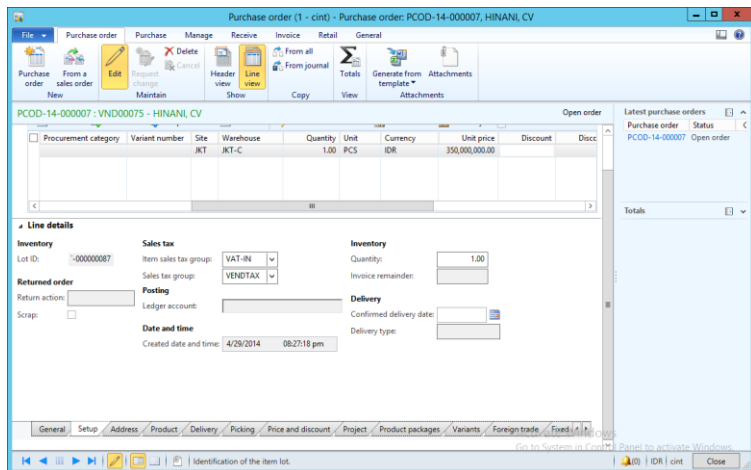 Purchase order (1 - cint) - Purchase order: PCOD-14-000007, HINANI, CV
File Purchase order Purchase Manage Receive Invoice Retail General
Purchase order
From a sales order
Edit
Request change
Delete
Cancel
Header view
Line view
From all
From journal
Totals
Generate from template
Attachments
New Maintain Show Copy View Attachments
PCOD-14-000007 : VND00075 - HINANI, CV Open order
Procurement category Variant number Site Warehouse Quantity Unit Currency Unit price Discount Disc
JKT JKT-C 1.00 PCS IDR 350,000,000.00
Latest purchase orders
Purchase order Status
PCOD-14-000007 Open order
Totals
Line details
Inventory
Lot ID: -000000087
Returned order
Return action:
Scrap:
Sales tax
Item sales tax group: VAT-IN
Sales tax group: VENDTAX
Posting
Ledger account:
Date and time
Created date and time: 4/29/2014 08:27:18 pm
Inventory
Quantity: 1.00
Invoice remainder:
Delivery
Confirmed delivery date:
Delivery type:
General Setup Address Product Delivery Picking Price and discount Project Product packages Variants Foreign trade Fixed
Go to System in Control Panel to activate Windows.
Identification of the item lot. (0) IDR cint Close